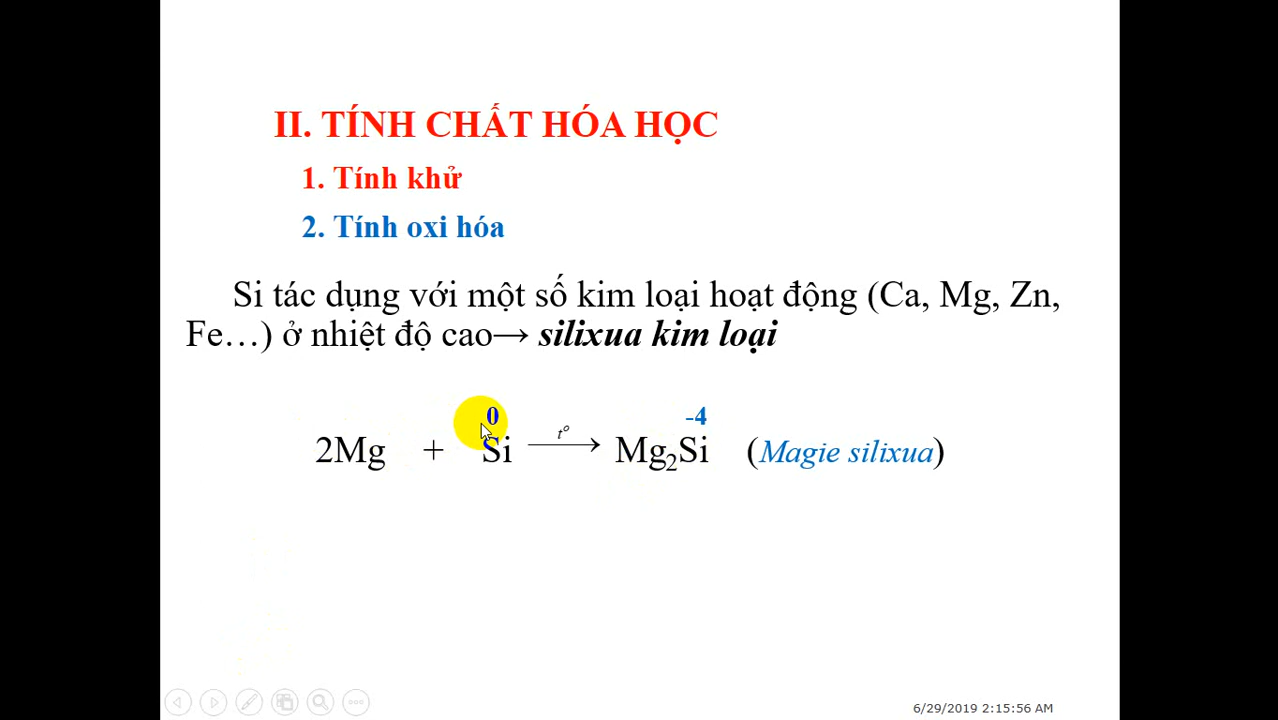 II. TÍNH CHẤT HÓA HỌC
1. Tính khử
2. Tính oxi hóa
Si tác dụng với một số kim loại hoạt động (Ca, Mg, Zn,
Fe…) ở nhiệt độ cao→ silixua kim loại
0 -4
2Mg + Si –t°→ Mg₂Si (Magie silixua)
6/29/2019 2:15:56 AM